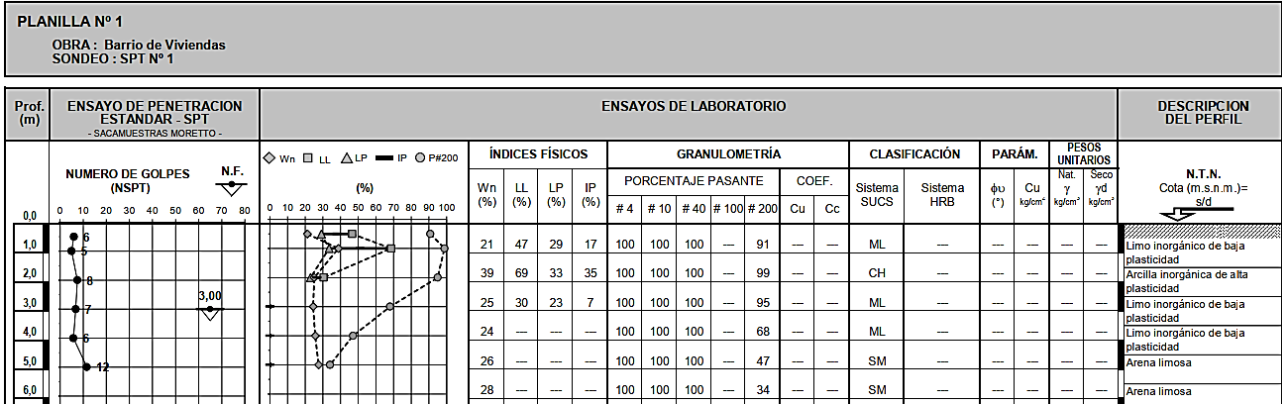 PLANILLA Nº 1
OBRA : Barrio de Viviendas
SONDEO : SPT Nº 1
Prof. (m)
ENSAYO DE PENETRACION
ESTANDAR - SPT
- SACAMUESTRAS MORETTO -
ENSAYOS DE LABORATORIO
DESCRIPCION
DEL PERFIL
NUMERO DE GOLPES
(NSPT)
N.F.
0 10 20 30 40 50 60 70 80
Wn LL LP IP P#200
(%)
0 10 20 30 40 50 60 70 80 90 100
ÍNDICES FÍSICOS
Wn (%) LL (%) LP (%) IP (%)
GRANULOMETRÍA
PORCENTAJE PASANTE
# 4 # 10 # 40 # 100 # 200
COEF.
Cu Cc
CLASIFICACIÓN
Sistema SUCS
Sistema HRB
PARÁM.
ϕυ (°)
Cu kg/cm²
PESOS
UNITARIOS
Nat. γ kg/cm³
Seco γd kg/cm³
N.T.N.
Cota (m.s.n.m.)=
s/d
0,0
1,0 6 5 21 47 29 17 100 100 100 --- 91 --- --- ML --- --- --- --- --- Limo inorgánico de baja
plasticidad
2,0 8 39 69 33 35 100 100 100 --- 99 --- --- CH --- --- --- --- --- Arcilla inorgánica de alta
plasticidad
3,0 7 3,00 25 30 23 7 100 100 100 --- 95 --- --- ML --- --- --- --- --- Limo inorgánico de baja
plasticidad
4,0 6 24 --- --- --- 100 100 100 --- 68 --- --- ML --- --- --- --- --- Limo inorgánico de baja
plasticidad
5,0 12 26 --- --- --- 100 100 100 --- 47 --- --- SM --- --- --- --- --- Arena limosa
6,0 28 --- --- --- 100 100 100 --- 34 --- --- SM --- --- --- --- --- Arena limosa